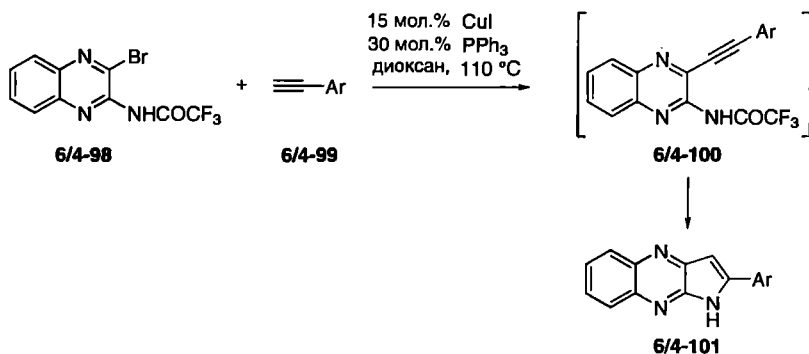 15 мол.% CuI
30 мол.% PPh₃
диоксан, 110 °C
N
Br
N
NHCOCF₃
+
Ar
N
Ar
N
NHCOCF₃
6/4-98
6/4-99
6/4-100
N
Ar
N
N
H
6/4-101